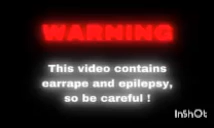 WARNING
This video contains
earrape and epilepsy,
so be careful !
InShOt